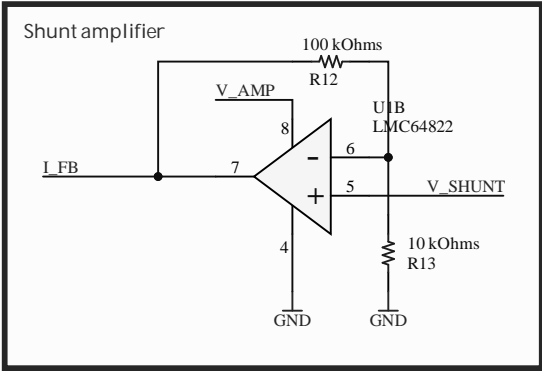 Shunt amplifier
100 kOhms
R12
V_AMP
U1B
LMC64822
8
-
6
I_FB
7
+
5
V_SHUNT
4
10 kOhms
R13
GND
GND